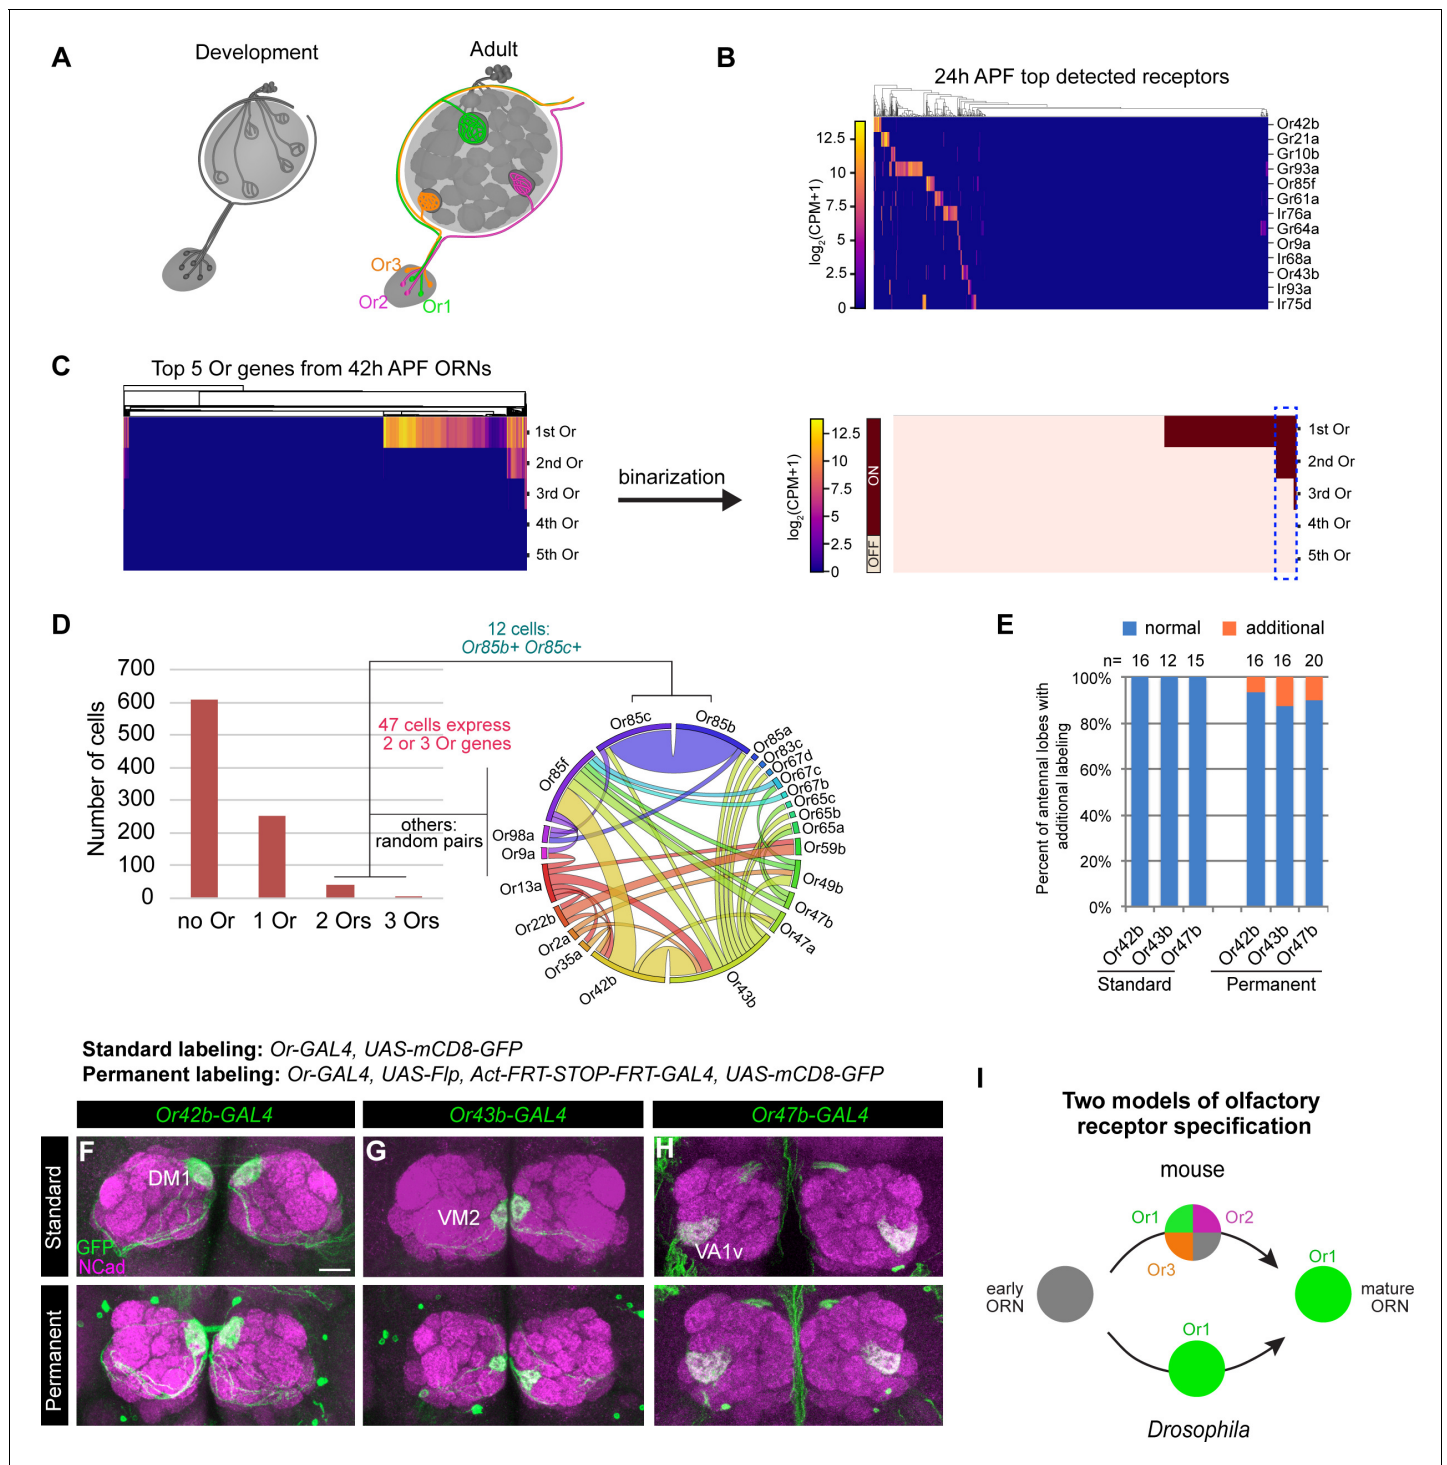 A
Development
Adult
Or3
Or2
Or1
B
24h APF top detected receptors
log2(CPM+1)
12.5
10
7.5
5
2.5
0
Or42b
Gr21a
Gr10b
Gr93a
Or85f
Gr61a
Ir76a
Gr64a
Or9a
Ir68a
Or43b
Ir93a
Ir75d
C
Top 5 Or genes from 42h APF ORNs
1st Or
2nd Or
3rd Or
4th Or
5th Or
binarization
log2(CPM+1)
12.5
10
7.5
5
2.5
0
ON
OFF
1st Or
2nd Or
3rd Or
4th Or
5th Or
D
Number of cells
700
600
500
400
300
200
100
0
no Or
1 Or
2 Ors
3 Ors
12 cells:
Or85b+ Or85c+
47 cells express
2 or 3 Or genes
others:
random pairs
Or85c
Or85b
Or85a
Or83c
Or67d
Or67c
Or67b
Or65c
Or65b
Or65a
Or59b
Or49b
Or47b
Or47a
Or43b
Or42b
Or35a
Or2a
Or22b
Or13a
Or9a
Or98a
Or85f
E
normal
additional
n= 16 12 15 16 16 20
Percent of antennal lobes with
additional labeling
100%
80%
60%
40%
20%
0%
Or42b
Or43b
Or47b
Or42b
Or43b
Or47b
Standard
Permanent
Standard labeling: Or-GAL4, UAS-mCD8-GFP
Permanent labeling: Or-GAL4, UAS-Flp, Act-FRT-STOP-FRT-GAL4, UAS-mCD8-GFP
Or42b-GAL4
Or43b-GAL4
Or47b-GAL4
Standard
Permanent
F
DM1
GFP
NCad
G
VM2
H
VA1v
I
Two models of olfactory
receptor specification
mouse
Or1
Or2
Or3
early
ORN
Or1
mature
ORN
Or1
Drosophila